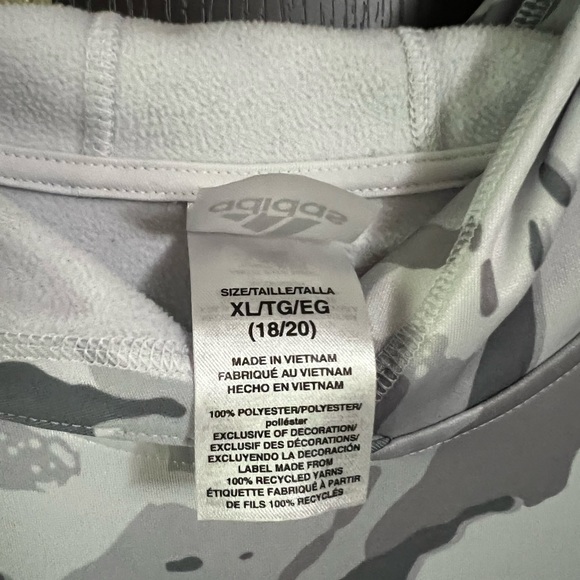 adidas
SIZE/TAILLE/TALLA
XL/TG/EG
(18/20)
MADE IN VIETNAM
FABRIQUÉ AU VIETNAM
HECHO EN VIETNAM
100% POLYESTER/POLYESTER/
poliéster
EXCLUSIVE OF DECORATION/
EXCLUSIF DES DÉCORATIONS/
EXCLUYENDO LA DECORACIÓN
LABEL MADE FROM
100% RECYCLED YARNS
ÉTIQUETTE FABRIQUÉ À PARTIR
DE FILS 100% RECYCLÉS